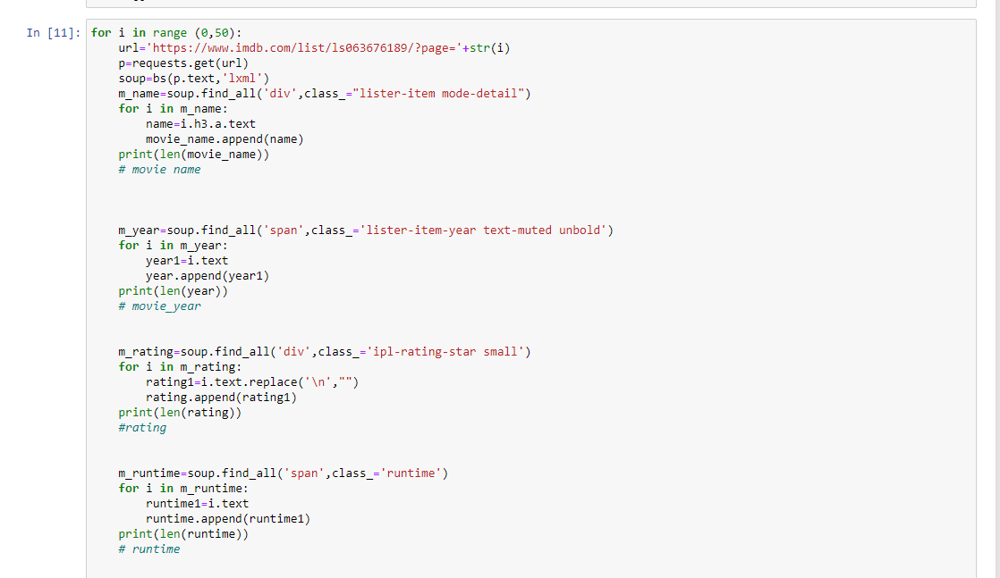 In [11]: for i in range (0,50):
url='https://www.imdb.com/list/ls063676189/?page='+str(i)
p=requests.get(url)
soup=bs(p.text,'lxml')
m_name=soup.find_all('div',class_="lister-item mode-detail")
for i in m_name:
name=i.h3.a.text
movie_name.append(name)
print(len(movie_name))
# movie name
m_year=soup.find_all('span',class_='lister-item-year text-muted unbold')
for i in m_year:
year1=i.text
year.append(year1)
print(len(year))
# movie_year
m_rating=soup.find_all('div',class_='ipl-rating-star small')
for i in m_rating:
rating1=i.text.replace('\n',"")
rating.append(rating1)
print(len(rating))
#rating
m_runtime=soup.find_all('span',class_='runtime')
for i in m_runtime:
runtime1=i.text
runtime.append(runtime1)
print(len(runtime))
# runtime